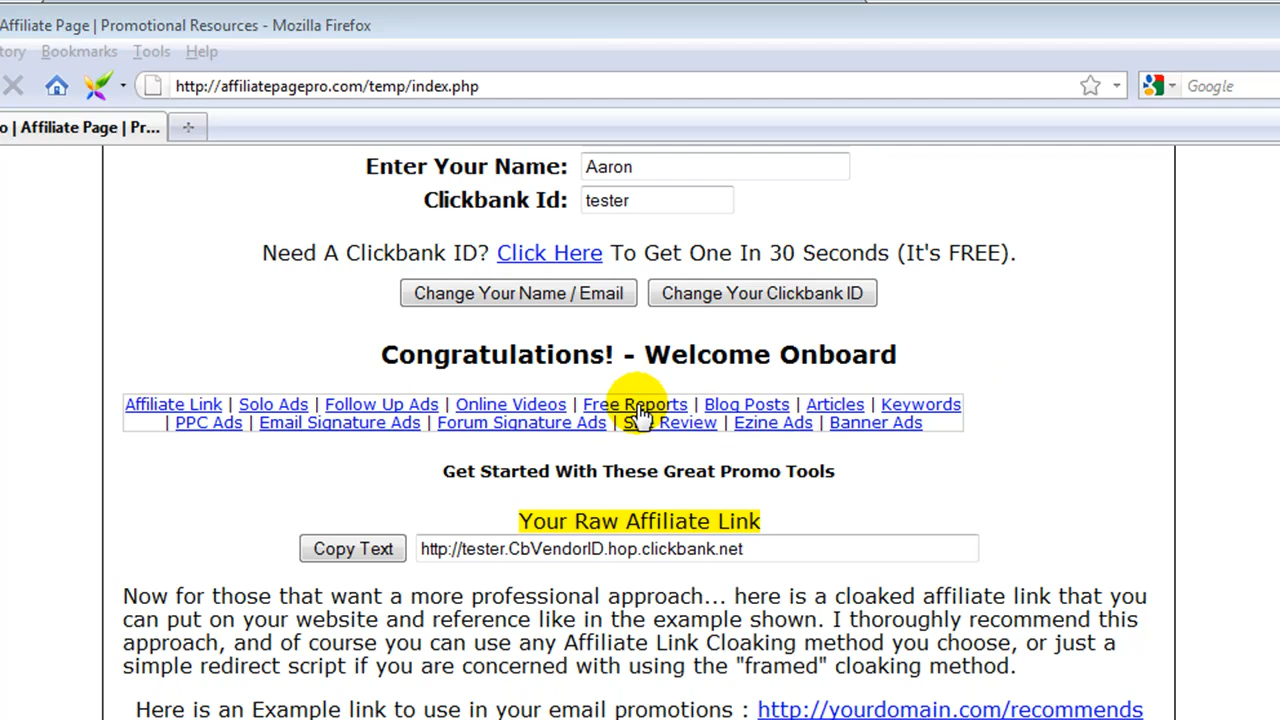 Affiliate Page | Promotional Resources - Mozilla Firefox
tory Bookmarks Tools Help
http://affiliatepagepro.com/temp/index.php Google
o | Affiliate Page | Pr...
Enter Your Name: Aaron
Clickbank Id: tester
Need A Clickbank ID? Click Here To Get One In 30 Seconds (It's FREE).
Change Your Name / Email Change Your Clickbank ID
Congratulations! - Welcome Onboard
Affiliate Link | Solo Ads | Follow Up Ads | Online Videos | Free Reports | Blog Posts | Articles | Keywords
| PPC Ads | Email Signature Ads | Forum Signature Ads | Review | Ezine Ads | Banner Ads
Get Started With These Great Promo Tools
Your Raw Affiliate Link
Copy Text http://tester.CbVendorID.hop.clickbank.net
Now for those that want a more professional approach... here is a cloaked affiliate link that you
can put on your website and reference like in the example shown. I thoroughly recommend this
approach, and of course you can use any Affiliate Link Cloaking method you choose, or just a
simple redirect script if you are concerned with using the "framed" cloaking method.
Here is an Example link to use in your email promotions : http://yourdomain.com/recommends